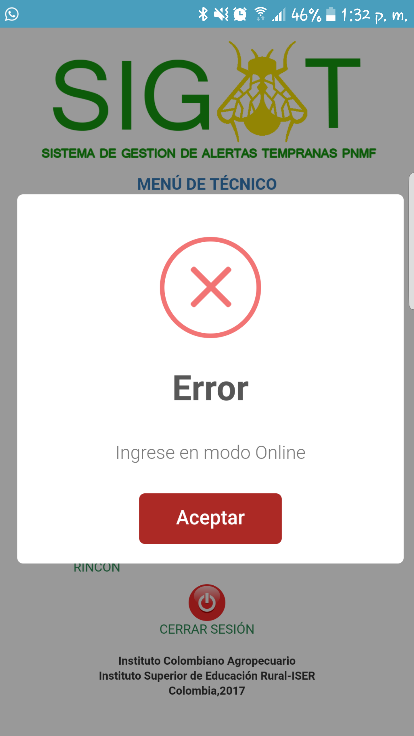 46% 1:32 p. m.
SIGAT
SISTEMA DE GESTION DE ALERTAS TEMPRANAS PNMF
MENÚ DE TÉCNICO
Error
Ingrese en modo Online
Aceptar
RINCON
CERRAR SESIÓN
Instituto Colombiano Agropecuario
Instituto Superior de Educación Rural-ISER
Colombia,2017